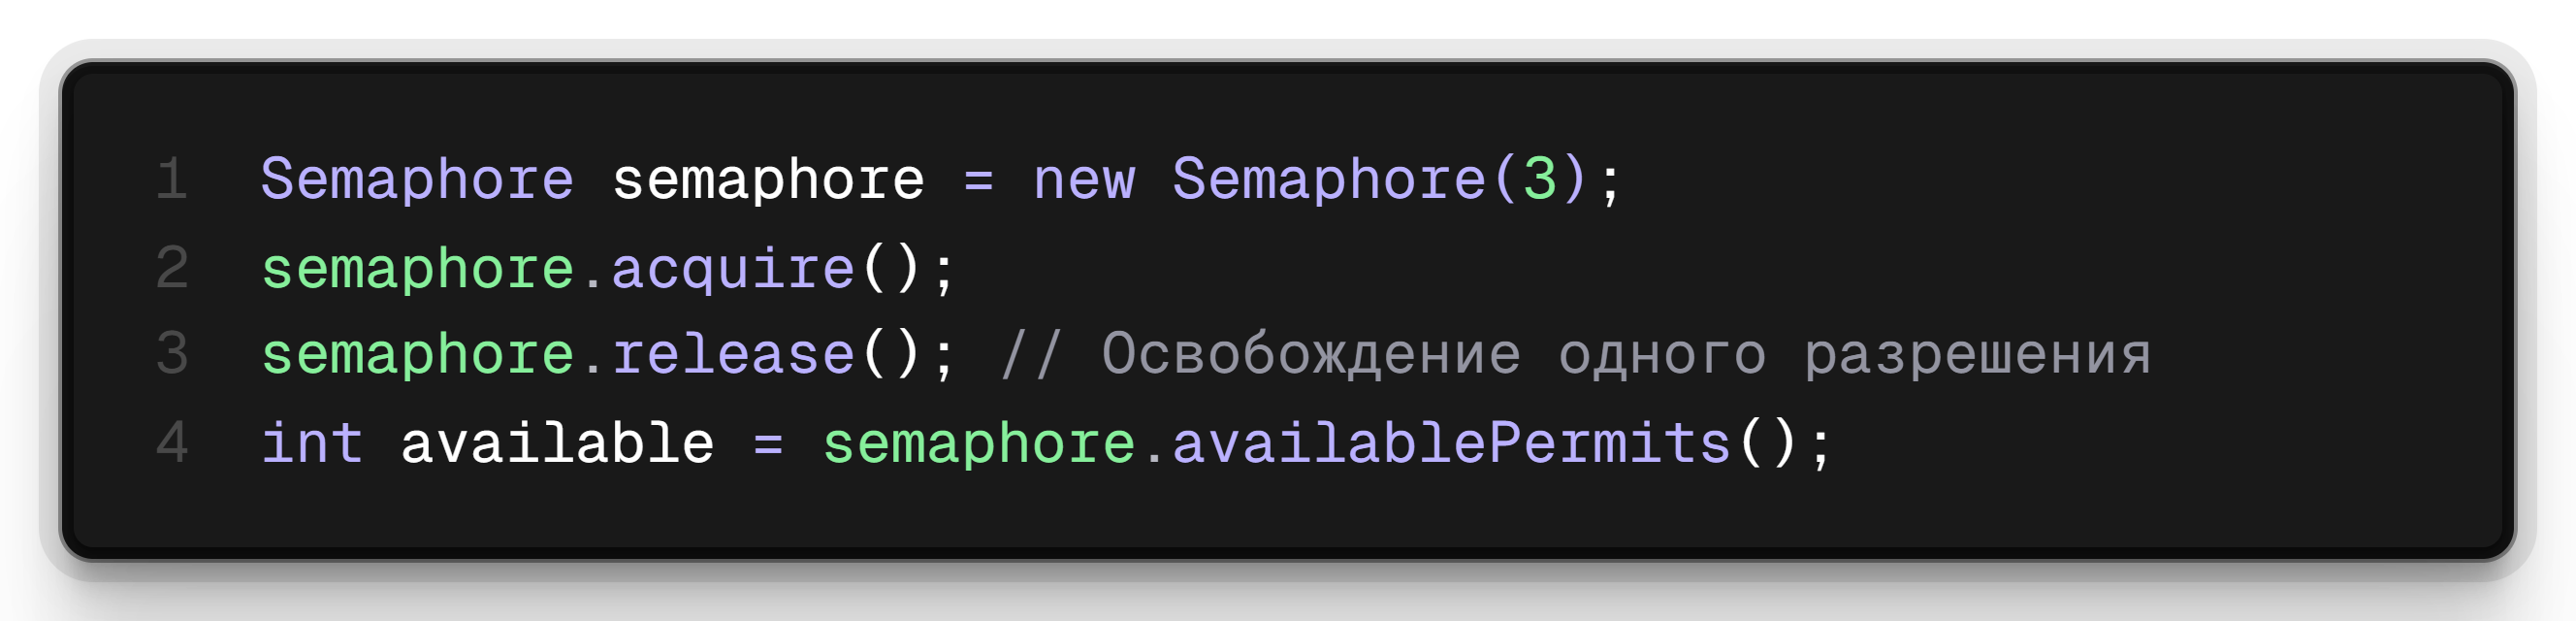 1 Semaphore semaphore = new Semaphore(3);
2 semaphore.acquire();
3 semaphore.release(); // Освобождение одного разрешения
4 int available = semaphore.availablePermits();